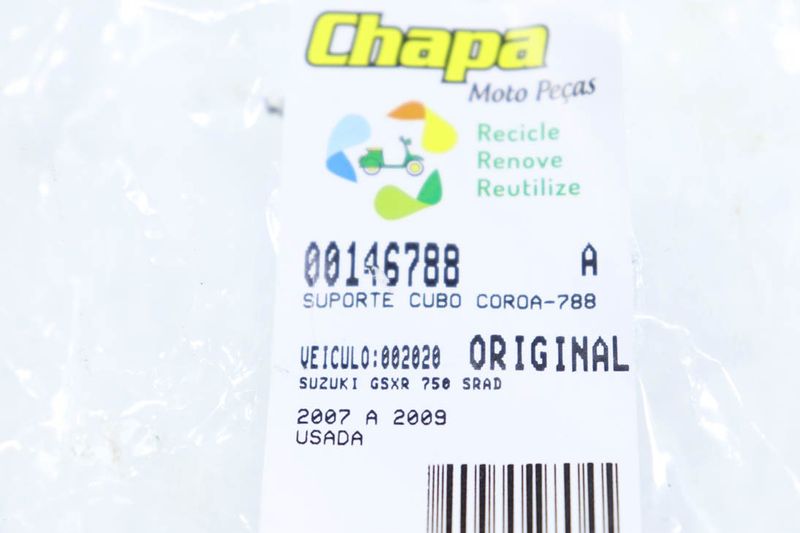 Chapa
Moto Peças
Recicle
Renove
Reutilize
00146788 A
SUPORTE CUBO COROA-788
VEICULO:002020 ORIGINAL
SUZUKI GSXR 750 SRAD
2007 A 2009
USADA